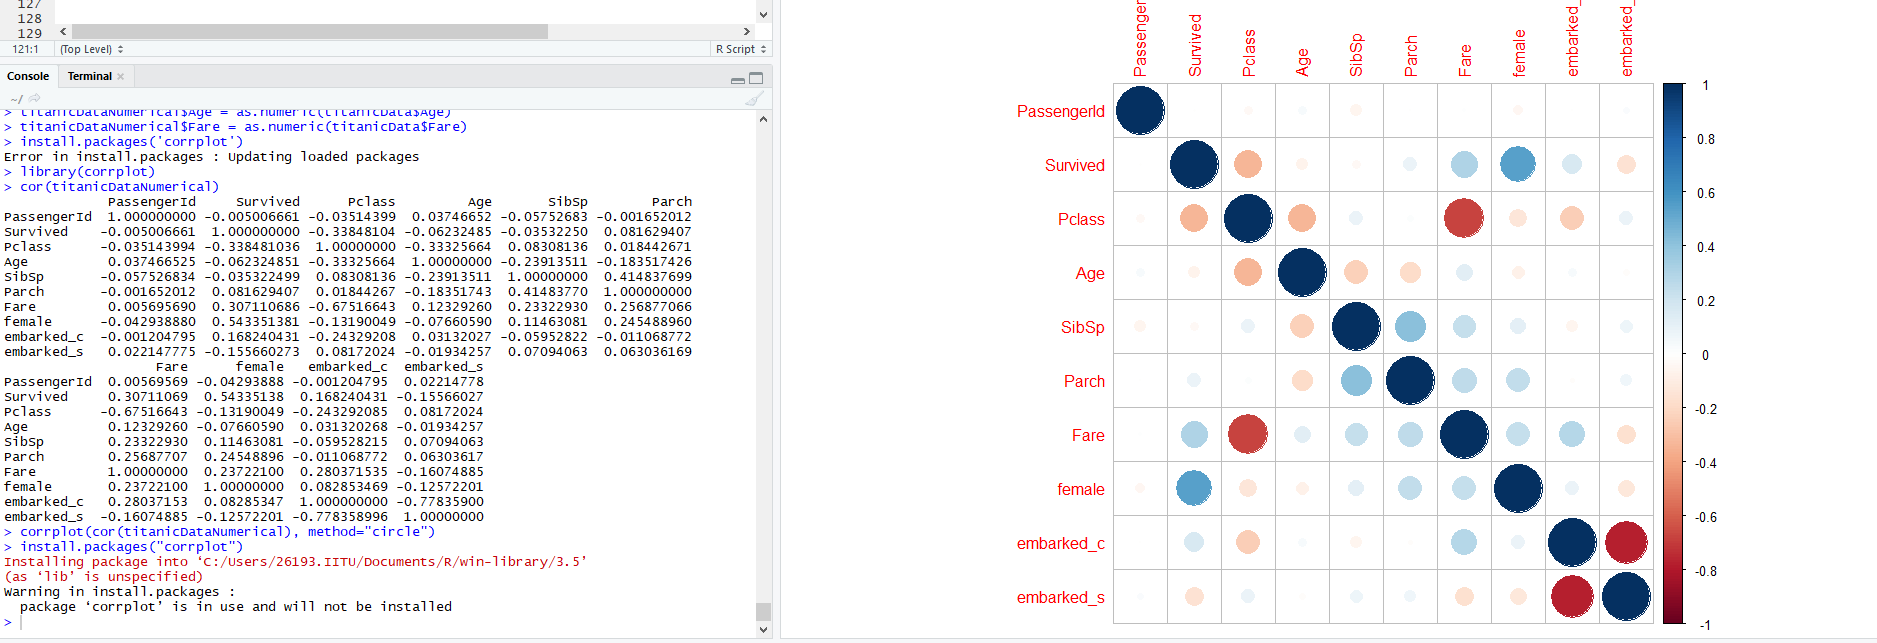 127
128
129
121:1 (Top Level) R Script
Console Terminal
~/
> titanicDataNumerical$Age = as.numeric(titanicData$Age)
> titanicDataNumerical$Fare = as.numeric(titanicData$Fare)
> install.packages('corrplot')
Error in install.packages : Updating loaded packages
> library(corrplot)
> cor(titanicDataNumerical)
PassengerId Survived Pclass Age SibSp Parch
PassengerId 1.000000000 -0.005006661 -0.03514399 0.03746652 -0.05752683 -0.001652012
Survived -0.005006661 1.000000000 -0.33848104 -0.06232485 -0.03532250 0.081629407
Pclass -0.035143994 -0.338481036 1.00000000 -0.33325664 0.08308136 0.018442671
Age 0.037466525 -0.062324851 -0.33325664 1.00000000 -0.23913511 -0.183517426
SibSp -0.057526834 -0.035322499 0.08308136 -0.23913511 1.00000000 0.414837699
Parch -0.001652012 0.081629407 0.01844267 -0.18351743 0.41483770 1.000000000
Fare 0.005695690 0.307110686 -0.67516643 0.12329260 0.23322930 0.256877066
female -0.042938880 0.543351381 -0.13190049 -0.07660590 0.11463081 0.245488960
embarked_c -0.001204795 0.168240431 -0.24329208 0.03132027 -0.05952822 -0.011068772
embarked_s 0.022147775 -0.155660273 0.08172024 -0.01934257 0.07094063 0.063036169
Fare female embarked_c embarked_s
PassengerId 0.00569569 -0.04293888 -0.001204795 0.02214778
Survived 0.30711069 0.54335138 0.168240431 -0.15566027
Pclass -0.67516643 -0.13190049 -0.243292085 0.08172024
Age 0.12329260 -0.07660590 0.031320268 -0.01934257
SibSp 0.23322930 0.11463081 -0.059528215 0.07094063
Parch 0.25687707 0.24548896 -0.011068772 0.06303617
Fare 1.00000000 0.23722100 0.280371535 -0.16074885
female 0.23722100 1.00000000 0.082853469 -0.12572201
embarked_c 0.28037153 0.08285347 1.000000000 -0.77835900
embarked_s -0.16074885 -0.12572201 -0.778358996 1.00000000
> corrplot(cor(titanicDataNumerical), method="circle")
> install.packages("corrplot")
Installing package into ‘C:/Users/26193.IITU/Documents/R/win-library/3.5’
(as ‘lib’ is unspecified)
Warning in install.packages :
package ‘corrplot’ is in use and will not be installed
>
Passenger
Survived
Pclass
Age
SibSp
Parch
Fare
female
embarked_
embarked_
PassengerId
Survived
Pclass
Age
SibSp
Parch
Fare
female
embarked_c
embarked_s
1
0.8
0.6
0.4
0.2
0
-0.2
-0.4
-0.6
-0.8
-1